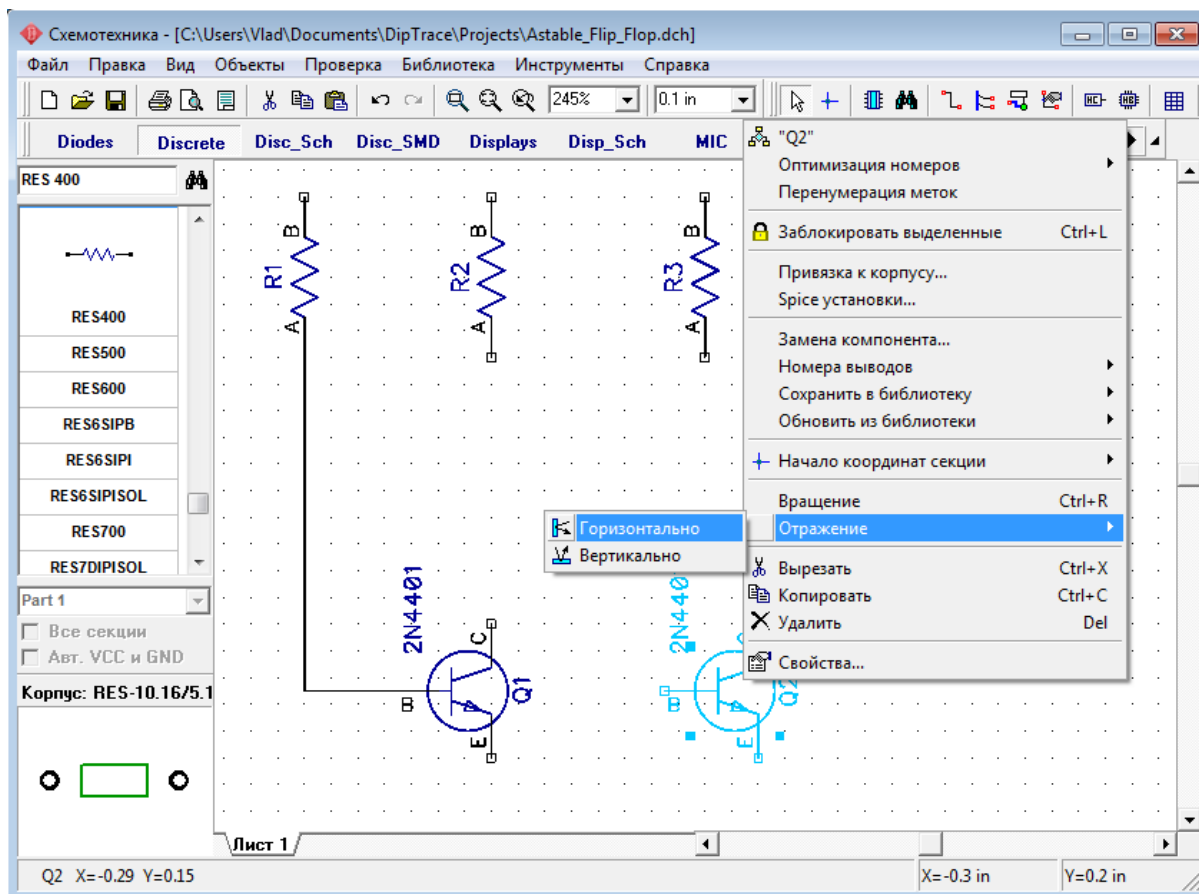 Схемотехника - [C:\Users\Vlad\Documents\DipTrace\Projects\Astable_Flip_Flop.dch]
Файл Правка Вид Объекты Проверка Библиотека Инструменты Справка
245% 0.1 in
Diodes Discrete Disc_Sch Disc_SMD Displays Disp_Sch MIC
RES 400
RES400
RES500
RES600
RES6SIPB
RES6SIPI
RES6SIPISOL
RES700
RES7DIPISOL
Part 1
Все секции
Авт. VCC и GND
Корпус: RES-10.16/5.1
B
R1
A
B
R2
A
B
R3
A
2N4401
C
B
Q1
E
2N4401
B
Q2
E
"Q2"
Оптимизация номеров
Перенумерация меток
Заблокировать выделенные Ctrl+L
Привязка к корпусу...
Spice установки...
Замена компонента...
Номера выводов
Сохранить в библиотеку
Обновить из библиотеки
Начало координат секции
Вращение Ctrl+R
Отражение
Горизонтально
Вертикально
Вырезать Ctrl+X
Копировать Ctrl+C
Удалить Del
Свойства...
Лист 1
Q2 X=-0.29 Y=0.15 X=-0.3 in Y=0.2 in